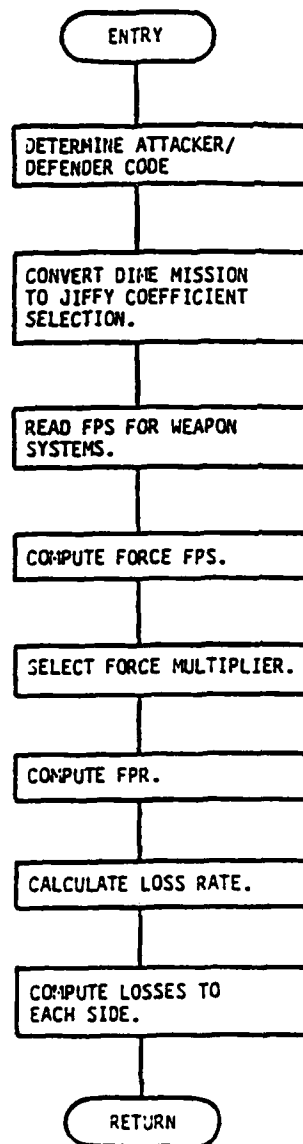 ENTRY
DETERMINE ATTACKER/
DEFENDER CODE
CONVERT DIME MISSION
TO JIFFY COEFFICIENT
SELECTION.
READ FPS FOR WEAPON
SYSTEMS.
COMPUTE FORCE FPS.
SELECT FORCE MULTIPLIER.
COMPUTE FPR.
CALCULATE LOSS RATE.
COMPUTE LOSSES TO
EACH SIDE.
RETURN